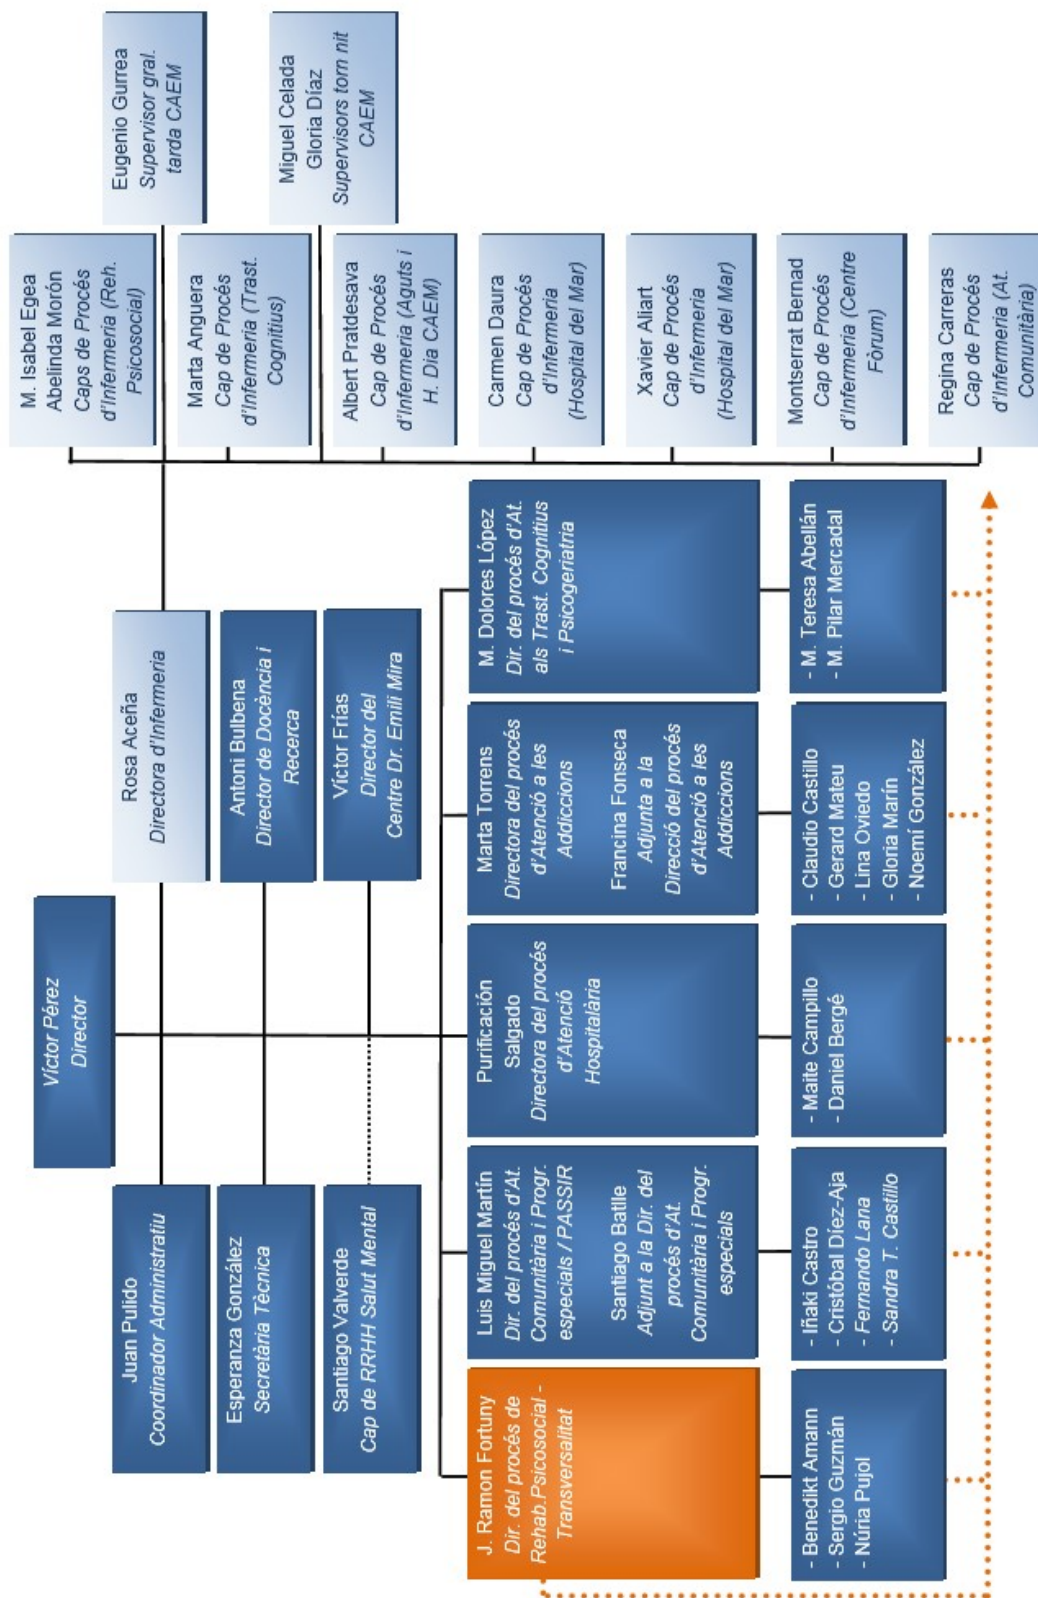 Víctor Pérez
Director
Juan Pulido
Coordinador Administratiu
Rosa Aceña
Directora d'Infermeria
Esperanza González
Secretària Tècnica
Antoni Bulbena
Director de Docència i
Recerca
Santiago Valverde
Cap de RRHH Salut Mental
Víctor Frías
Director del
Centre Dr. Emili Mira
J. Ramon Fortuny
Dir. del procés de
Rehab.Psicosocial -
Transversalitat
Luis Miguel Martín
Dir. del procés d'At.
Comunitària i Progr.
especials / PASSIR
Santiago Batlle
Adjunt a la Dir. del
procés d'At.
Comunitària i Progr.
especials
Purificación
Salgado
Directora del procés
d'Atenció
Hospitalària
Marta Torrens
Directora del procés
d'Atenció a les
Addiccions
Francina Fonseca
Adjunta a la
Direcció del procés
d'Atenció a les
Addiccions
M. Dolores López
Dir. del procés d'At.
als Trast. Cognitius
i Psicogeriatria
- Benedikt Amann
- Sergio Guzmán
- Núria Pujol
- Iñaki Castro
- Cristóbal Díez-Aja
- Fernando Lana
- Sandra T. Castillo
- Maite Campillo
- Daniel Bergé
- Claudio Castillo
- Gerard Mateu
- Lina Oviedo
- Gloria Marín
- Noemí González
- M. Teresa Abellán
- M. Pilar Mercadal
M. Isabel Egea
Abelinda Morón
Caps de Procés
d'Infermeria (Reh.
Psicosocial)
Eugenio Gurrea
Supervisor gral.
tarda CAEM
Marta Anguera
Cap de Procés
d'Infermeria (Trast.
Cognitius)
Miguel Celada
Gloria Díaz
Supervisors torn nit
CAEM
Albert Pratdesava
Cap de Procés
d'Infermeria (Aguts i
H. Dia CAEM)
Carmen Daura
Cap de Procés
d'Infermeria
(Hospital del Mar)
Xavier Aliart
Cap de Procés
d'Infermeria
(Hospital del Mar)
Montserrat Bernad
Cap de Procés
d'Infermeria (Centre
Fòrum)
Regina Carreras
Cap de Procés
d'Infermeria (At.
Comunitària)